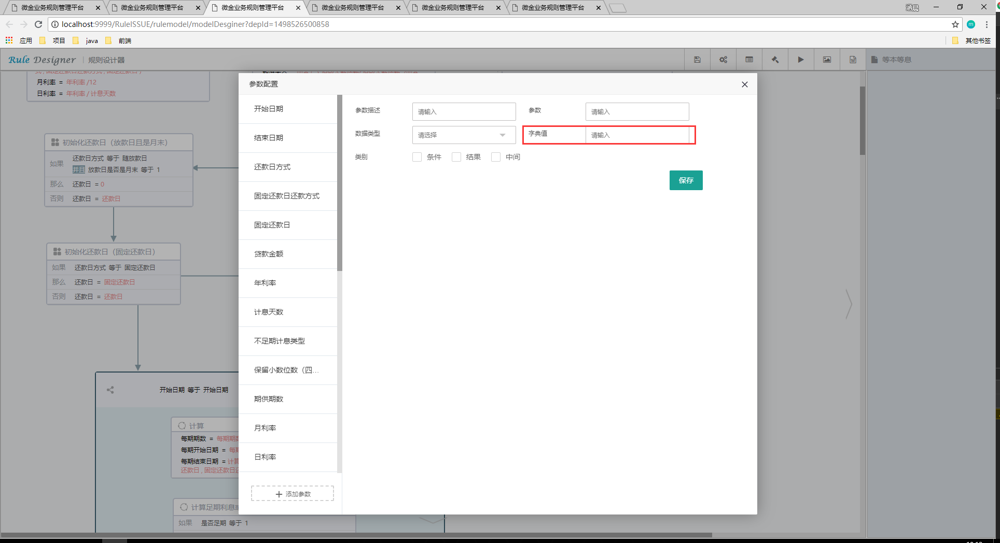 微金业务规则管理平台
微金业务规则管理平台
微金业务规则管理平台
微金业务规则管理平台
微金业务规则管理平台
微金业务规则管理平台
涵晨
localhost:9999/RuleISSUE/rulemodel/modelDesginer?depId=1498526500858
m
应用
项目
java
前端
其他书签
Rule Designer
规则设计器
等本等息
月利率 = 年利率 /12
日利率 = 年利率 / 计息天数
初始化还款日（放款日且是月末）
如果
还款日方式 等于 随放款日
并且 放款日是否是月末 等于 1
那么 还款日 = 0
否则 还款日 = 还款日
初始化还款日（固定还款日）
如果 还款日方式 等于 固定还款日
那么 还款日 = 固定还款日
否则 还款日 = 还款日
开始日期 等于 开始日期
计算
每期期数 = 每期期数
每期开始日期 = 每期
每期结束日期 = 计算
还款日 , 固定还款日还
计算足期利息或
如果 是否足期 等于 1
参数配置
开始日期
结束日期
还款日方式
固定还款日还款方式
固定还款日
贷款金额
年利率
计息天数
不足期计息类型
保留小数位数（四...
期供期数
月利率
日利率
添加参数
参数描述 请输入
参数 请输入
数据类型 请选择
字典值 请输入
类别 条件 结果 中间
保存